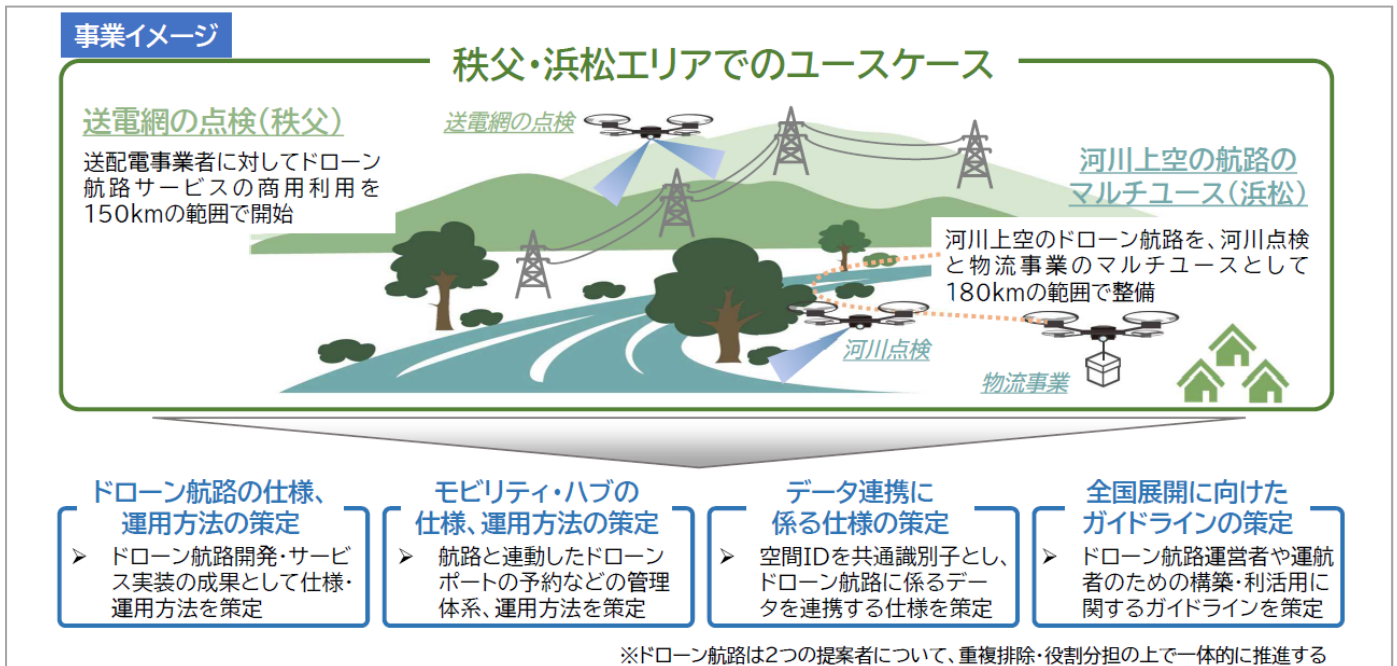 事業イメージ
秩父・浜松エリアでのユースケース
送電網の点検(秩父)
送配電事業者に対してドローン
航路サービスの商用利用を
150kmの範囲で開始
送電網の点検
河川上空の航路の
マルチユース(浜松)
河川上空のドローン航路を、河川点検
と物流事業のマルチユースとして
180kmの範囲で整備
河川点検
物流事業
ドローン航路の仕様、
運用方法の策定
➢ ドローン航路開発・サービ
ス実装の成果として仕様・
運用方法を策定
モビリティ・ハブの
仕様、運用方法の策定
➢ 航路と連動したドローン
ポートの予約などの管理
体系、運用方法を策定
データ連携に
係る仕様の策定
➢ 空間IDを共通識別子とし、
ドローン航路に係るデー
タを連携する仕様を策定
全国展開に向けた
ガイドラインの策定
➢ ドローン航路運営者や運航
者のための構築・利活用に
関するガイドラインを策定
※ドローン航路は2つの提案者について、重複排除・役割分担の上で一体的に推進する